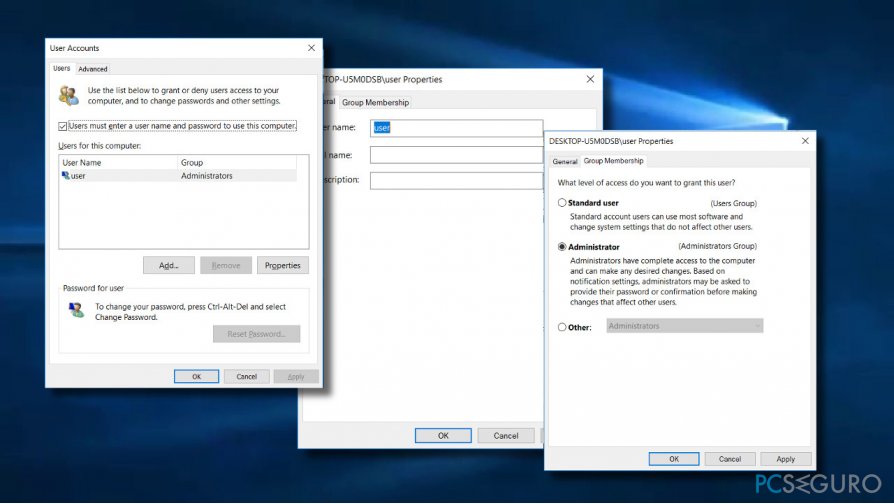 User Accounts
Users
Advanced
Use the list below to grant or deny users access to your
computer, and to change passwords and other settings.
Users must enter a user name and password to use this computer.
Users for this computer:
User Name
Group
user
Administrators
Add...
Remove
Properties
Password for user
To change your password, press Ctrl-Alt-Del and select
Change Password.
Reset Password...
OK
Cancel
Apply
TOP-U5M0DSB\user Properties
ral
Group Membership
er name:
user
l name:
scription:
OK
Cancel
DESKTOP-U5M0DSB\user Properties
General
Group Membership
What level of access do you want to grant this user?
Standard user
(Users Group)
Standard account users can use most software and
change system settings that do not affect other users.
Administrator
(Administrators Group)
Administrators have complete access to the computer
and can make any desired changes. Based on
notification settings, administrators may be asked to
provide their password or confirmation before making
changes that affect other users.
Other:
Administrators
OK
Cancel
Apply
PCSEGURO